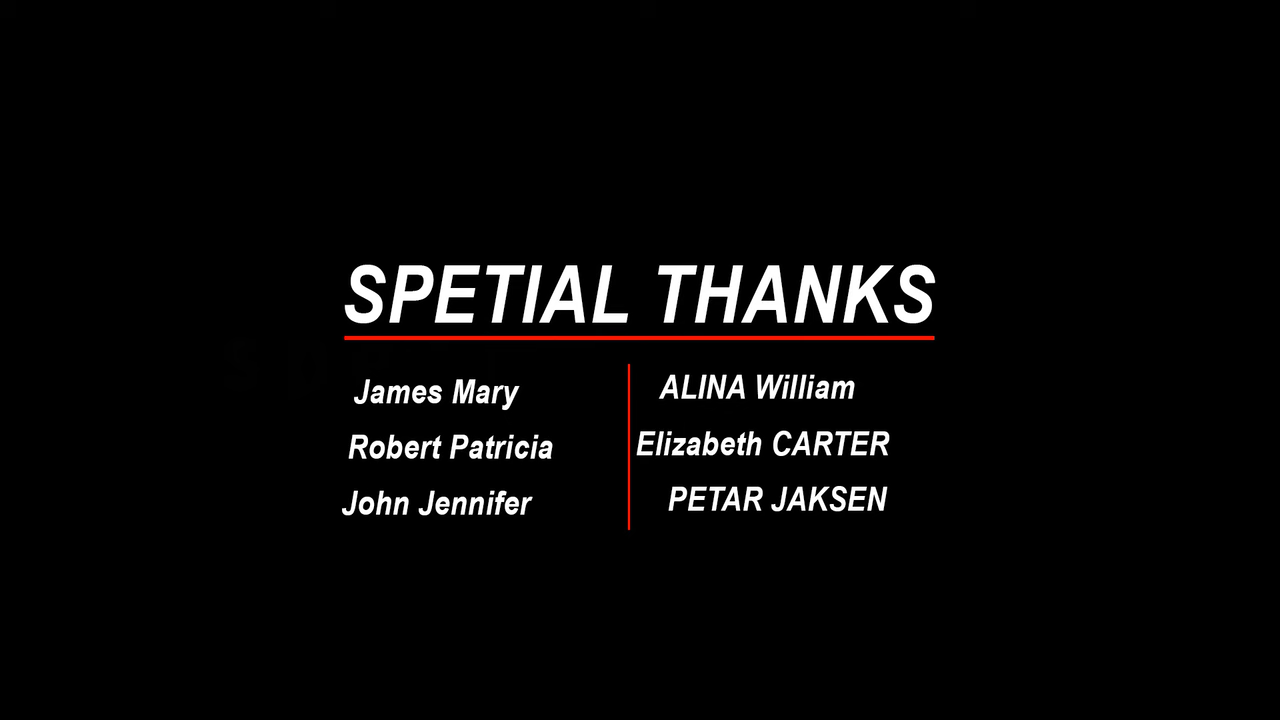 SPETIAL THANKS
James Mary
Robert Patricia
John Jennifer
ALINA William
Elizabeth CARTER
PETAR JAKSEN